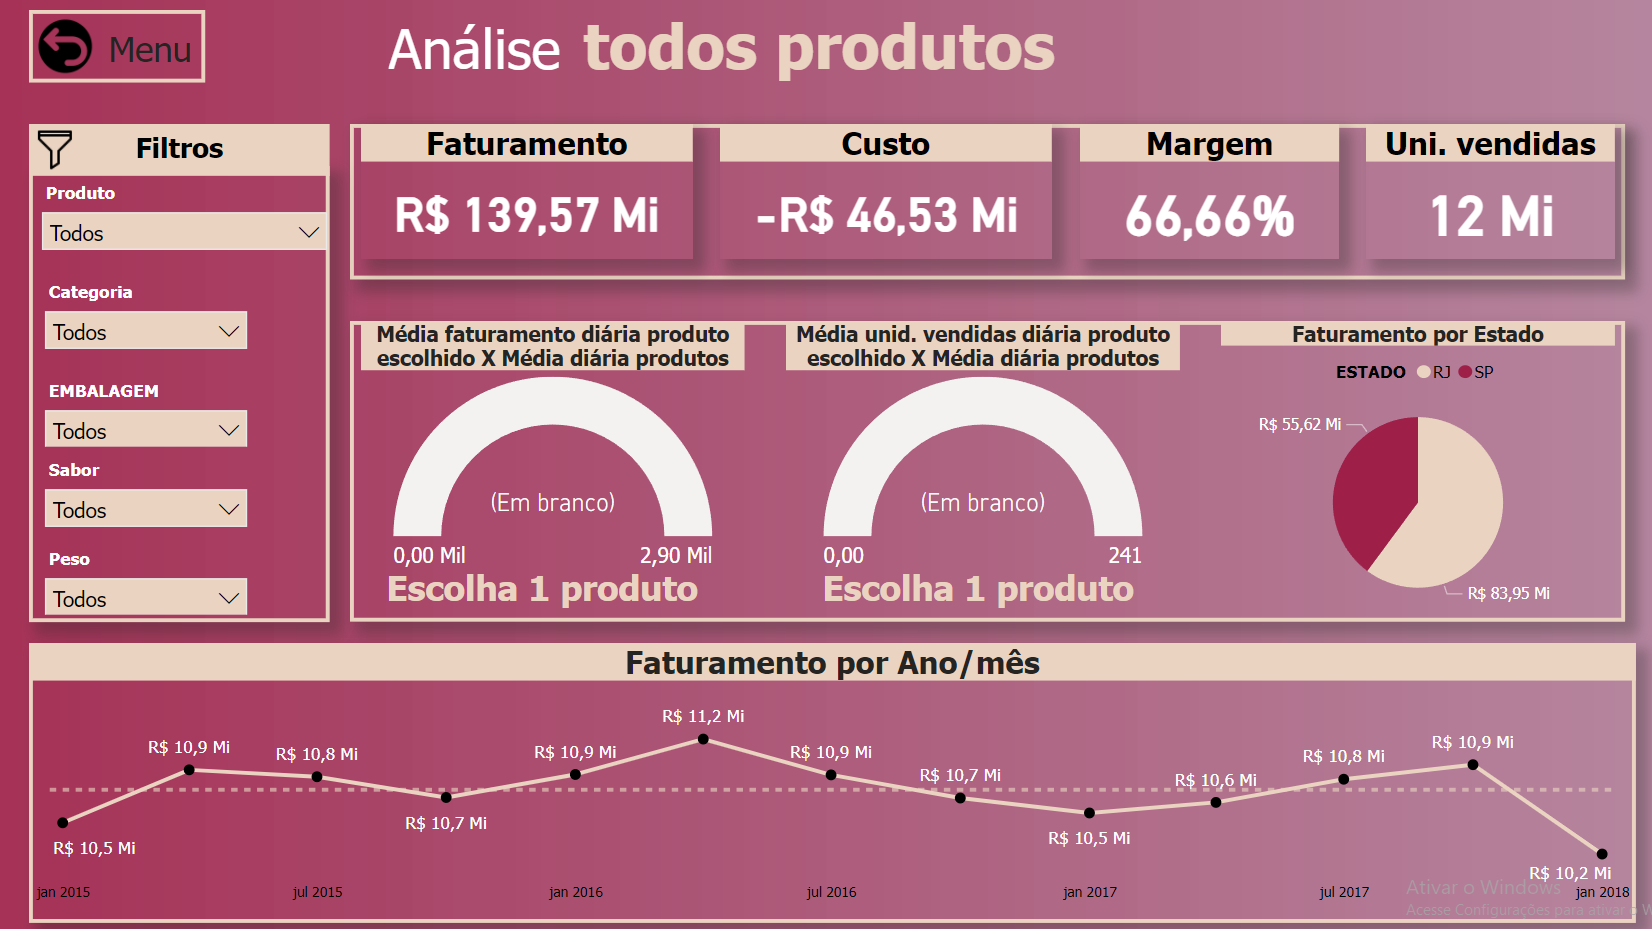 Menu
Análise todos produtos
Filtros
Produto
Todos
Categoria
Todos
EMBALAGEM
Todos
Sabor
Todos
Peso
Todos
Faturamento
R$ 139,57 Mi
Custo
-R$ 46,53 Mi
Margem
66,66%
Uni. vendidas
12 Mi
Média faturamento diária produto
escolhido X Média diária produtos
(Em branco)
0,00 Mil
2,90 Mil
Escolha 1 produto
Média unid. vendidas diária produto
escolhido X Média diária produtos
(Em branco)
0,00
241
Escolha 1 produto
Faturamento por Estado
ESTADO RJ SP
R$ 55,62 Mi
R$ 83,95 Mi
Faturamento por Ano/mês
R$ 10,5 Mi
R$ 10,9 Mi
R$ 10,8 Mi
R$ 10,7 Mi
R$ 10,9 Mi
R$ 11,2 Mi
R$ 10,9 Mi
R$ 10,7 Mi
R$ 10,5 Mi
R$ 10,6 Mi
R$ 10,8 Mi
R$ 10,9 Mi
R$ 10,2 Mi
jan 2015
jul 2015
jan 2016
jul 2016
jan 2017
jul 2017
jan 2018
Ativar o Windows
Acesse Configurações para ativar o W